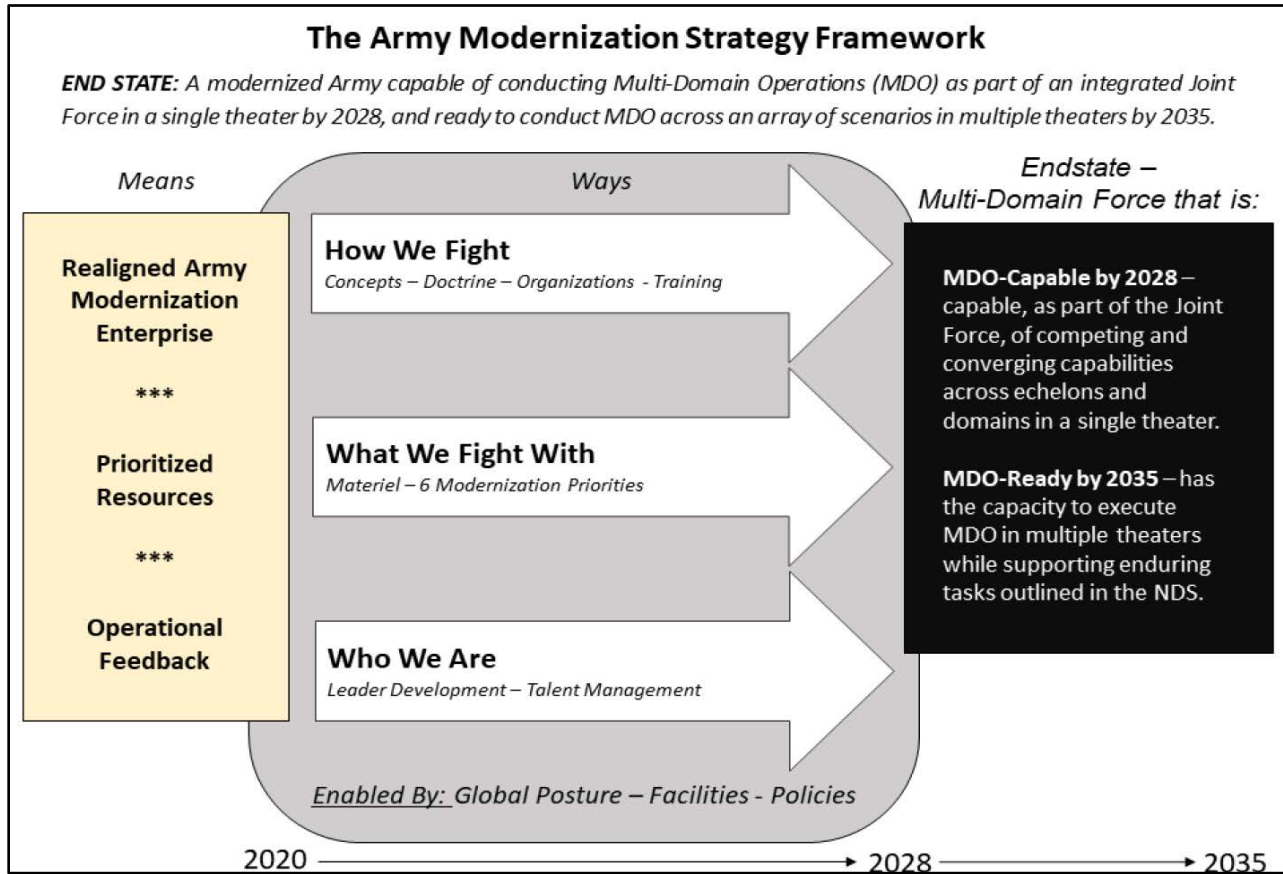 The Army Modernization Strategy Framework
END STATE: A modernized Army capable of conducting Multi-Domain Operations (MDO) as part of an integrated Joint
Force in a single theater by 2028, and ready to conduct MDO across an array of scenarios in multiple theaters by 2035.
Means
Realigned Army
Modernization
Enterprise
***
Prioritized
Resources
***
Operational
Feedback
Ways
How We Fight
Concepts – Doctrine – Organizations - Training
What We Fight With
Materiel – 6 Modernization Priorities
Who We Are
Leader Development – Talent Management
Enabled By: Global Posture – Facilities - Policies
Endstate –
Multi-Domain Force that is:
MDO-Capable by 2028 –
capable, as part of the Joint
Force, of competing and
converging capabilities
across echelons and
domains in a single theater.
MDO-Ready by 2035 – has
the capacity to execute
MDO in multiple theaters
while supporting enduring
tasks outlined in the NDS.
2020 2028 2035